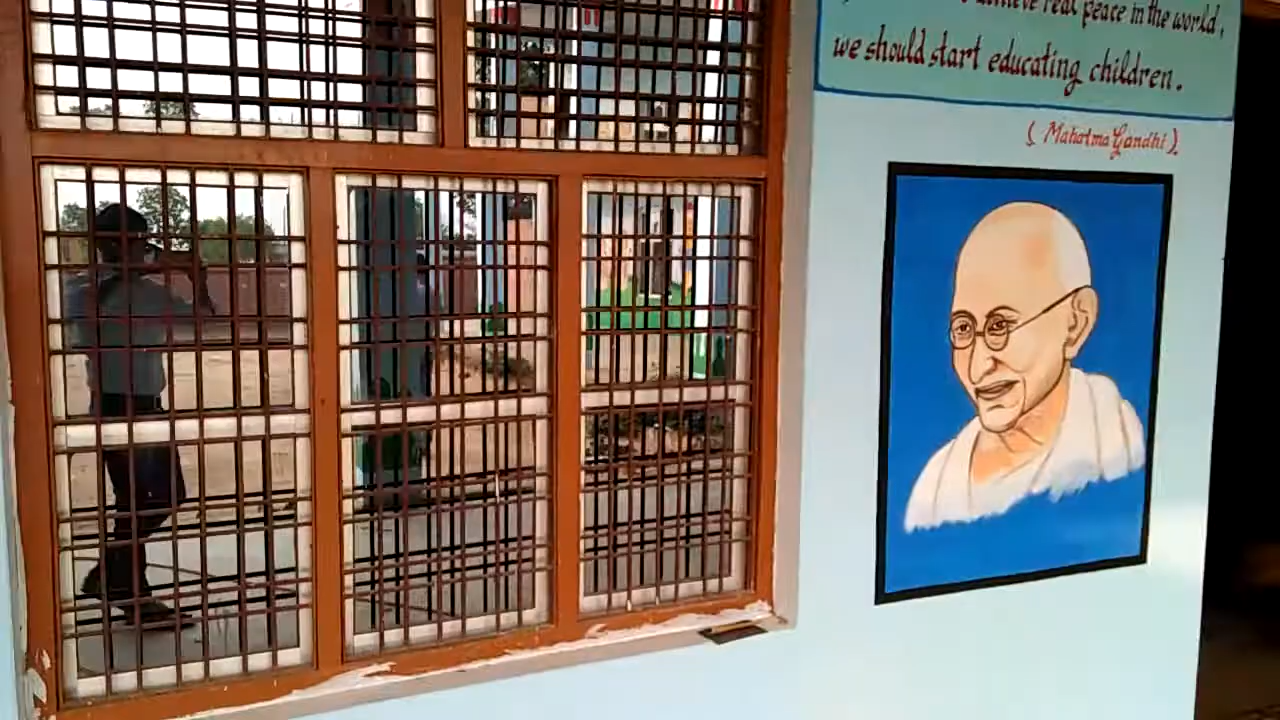 achieve real peace in the world,
we should start educating children.
( Mahatma Gandhi ).